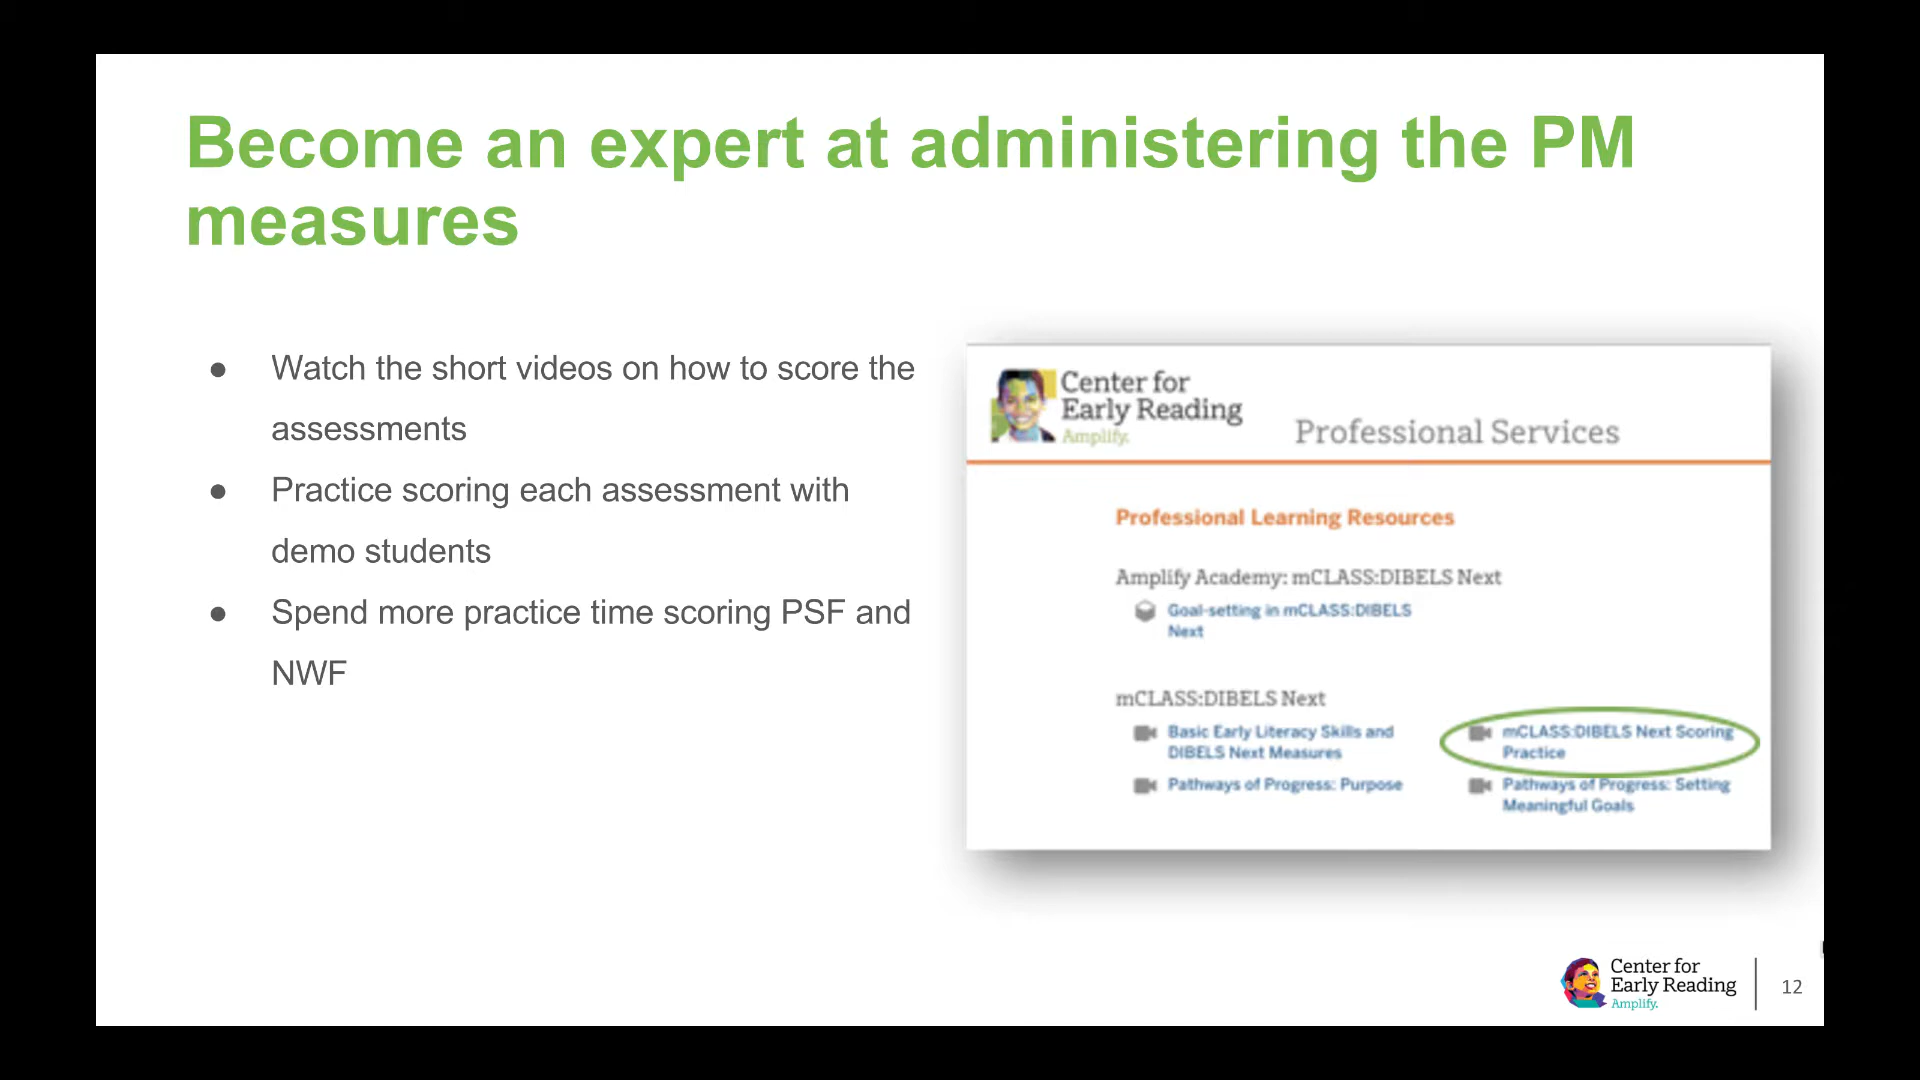 Become an expert at administering the PM
measures
● Watch the short videos on how to score the
assessments
● Practice scoring each assessment with
demo students
● Spend more practice time scoring PSF and
NWF
Center for
Early Reading
Amplify.
Professional Services
Professional Learning Resources
Amplify Academy: mCLASS:DIBELS Next
Goal-setting in mCLASS:DIBELS
Next
mCLASS:DIBELS Next
Basic Early Literacy Skills and
DIBELS Next Measures
mCLASS:DIBELS Next Scoring
Practice
Pathways of Progress: Purpose
Pathways of Progress: Setting
Meaningful Goals
Center for
Early Reading
Amplify.
12